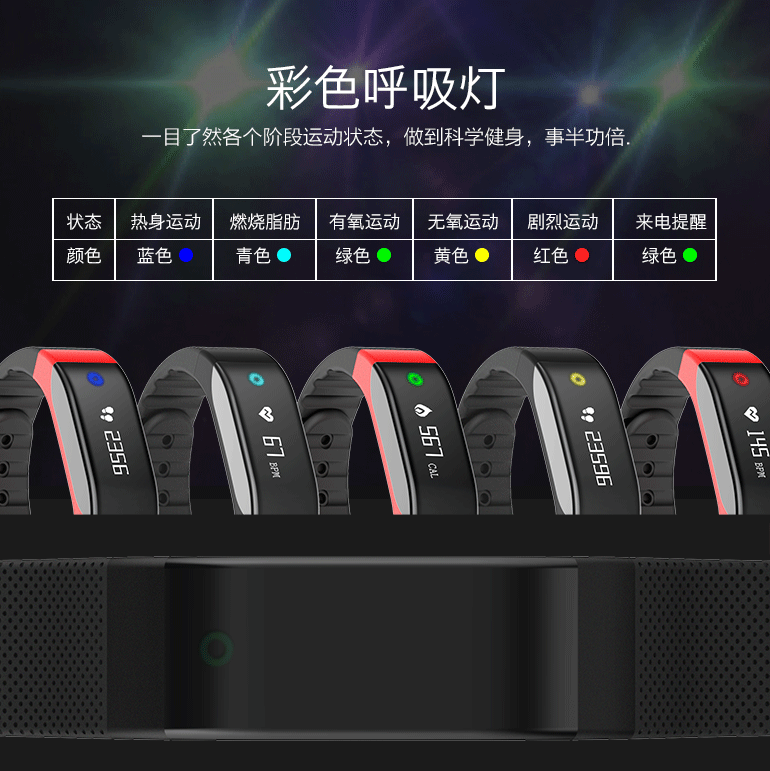 彩色呼吸灯
一目了然各个阶段运动状态，做到科学健身，事半功倍.
状态 热身运动 燃烧脂肪 有氧运动 无氧运动 剧烈运动 来电提醒
颜色 蓝色 青色 绿色 黄色 红色 绿色
2356
67 BPM
567 CAL
23596
145 BPM